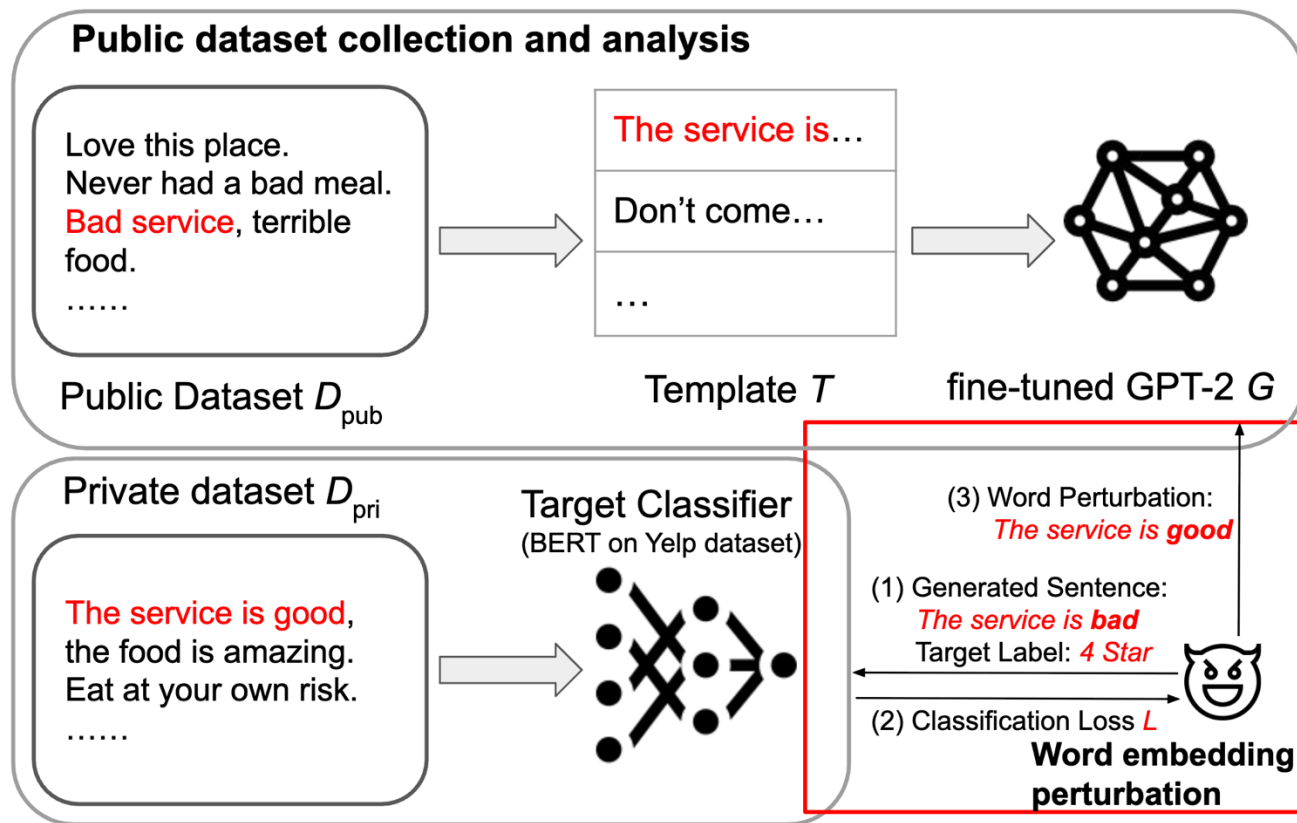 Public dataset collection and analysis
Love this place.
Never had a bad meal.
Bad service, terrible
food.
……
The service is…
Don’t come…
…
Public Dataset Dpub
Template T
fine-tuned GPT-2 G
Private dataset Dpri
The service is good,
the food is amazing.
Eat at your own risk.
……
Target Classifier
(BERT on Yelp dataset)
(3) Word Perturbation:
The service is good
(1) Generated Sentence:
The service is bad
Target Label: 4 Star
(2) Classification Loss L
Word embedding
perturbation